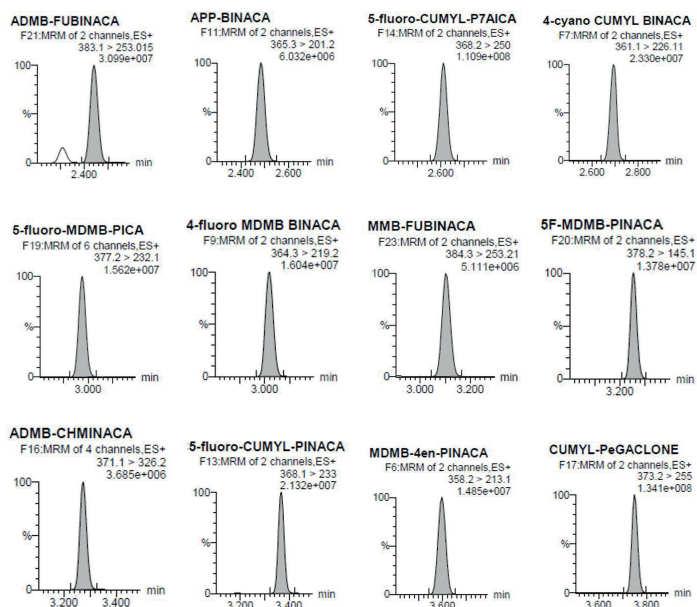 ADMB-FUBINACA
F21:MRM of 2 channels,ES+
383.1 > 253.015
3.099e+007
100
%
0
min
2.400
APP-BINACA
F11:MRM of 2 channels,ES+
365.3 > 201.2
6.032e+006
100
%
0
min
2.400 2.600
5-fluoro-CUMYL-P7AICA
F14:MRM of 2 channels,ES+
368.2 > 250
1.109e+008
100
%
0
min
2.600
4-cyano CUMYL BINACA
F7:MRM of 2 channels,ES+
361.1 > 226.11
2.330e+007
100
%
0
min
2.600 2.800
5-fluoro-MDMB-PICA
F19:MRM of 6 channels,ES+
377.2 > 232.1
1.562e+007
100
%
0
min
3.000
4-fluoro MDMB BINACA
F9:MRM of 2 channels,ES+
364.3 > 219.2
1.604e+007
100
%
0
min
3.000
MMB-FUBINACA
F23:MRM of 2 channels,ES+
384.3 > 253.21
5.111e+006
100
%
0
min
3.000 3.200
5F-MDMB-PINACA
F20:MRM of 2 channels,ES+
378.2 > 145.1
1.378e+007
100
%
0
min
3.200
ADMB-CHMINACA
F16:MRM of 4 channels,ES+
371.1 > 326.2
3.685e+006
100
%
0
min
3.200 3.400
5-fluoro-CUMYL-PINACA
F13:MRM of 2 channels,ES+
368.1 > 233
2.132e+007
100
%
0
min
3.200 3.400
MDMB-4en-PINACA
F6:MRM of 2 channels,ES+
358.2 > 213.1
1.485e+007
100
%
0
min
3.600
CUMYL-PeGACLONE
F17:MRM of 2 channels,ES+
373.2 > 255
1.341e+008
100
%
0
min
3.600 3.800